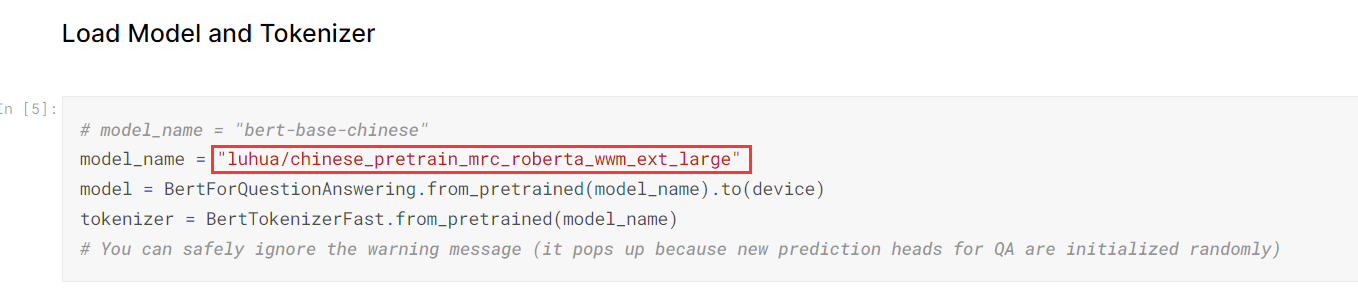 Load Model and Tokenizer
In [5]:
# model_name = "bert-base-chinese"
model_name = "luhua/chinese_pretrain_mrc_roberta_wwm_ext_large"
model = BertForQuestionAnswering.from_pretrained(model_name).to(device)
tokenizer = BertTokenizerFast.from_pretrained(model_name)
# You can safely ignore the warning message (it pops up because new prediction heads for QA are initialized randomly)